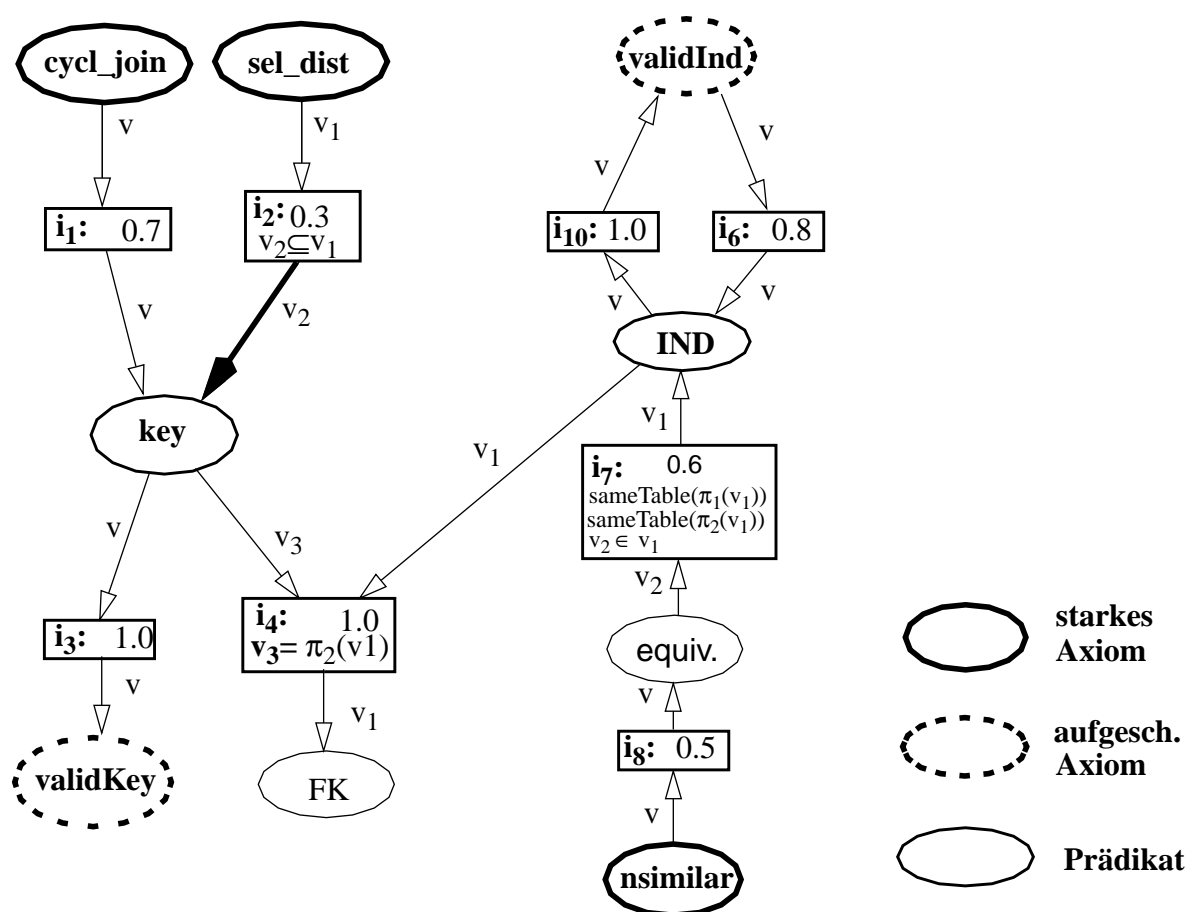 cycl_join
sel_dist
validInd
v
v₁
v
v
i₁: 0.7
i₂: 0.3
v₂⊆v₁
i₁₀: 1.0
i₆: 0.8
v
v₂
v
v
IND
key
v₁
v₁
i₇: 0.6
sameTable(π₁(v₁))
sameTable(π₂(v₁))
v₂ ∈ v₁
v
v₃
v₂
i₃: 1.0
i₄: 1.0
v₃= π₂(v1)
equiv.
starkes
Axiom
v
v₁
v
i₈: 0.5
aufgesch.
Axiom
validKey
FK
v
nsimilar
Prädikat